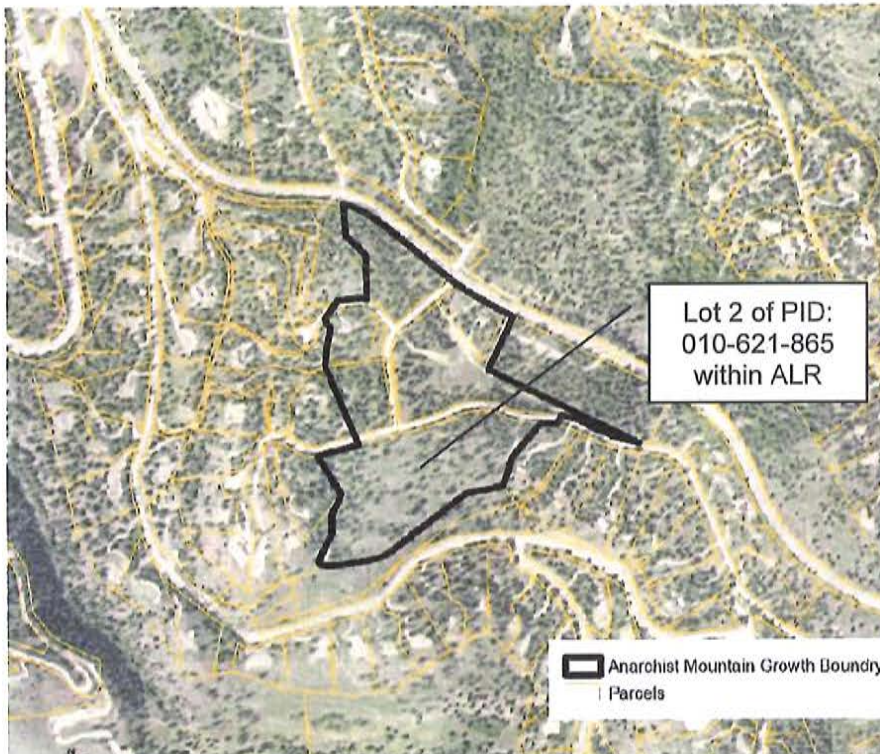 Lot 2 of PID:
010-621-865
within ALR
Anarchist Mountain Growth Boundry
Parcels